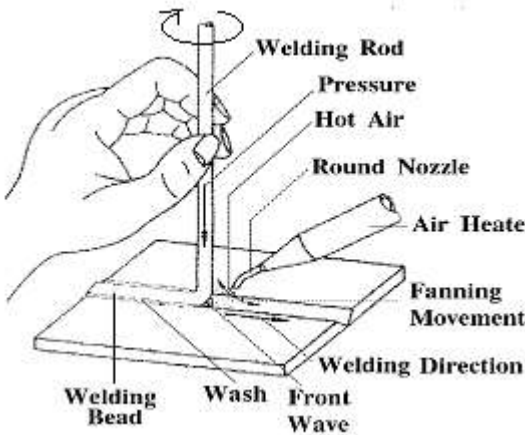 Welding Rod
Pressure
Hot Air
Round Nozzle
Air Heate
Fanning
Movement
Welding Direction
Welding
Bead
Wash
Front
Wave